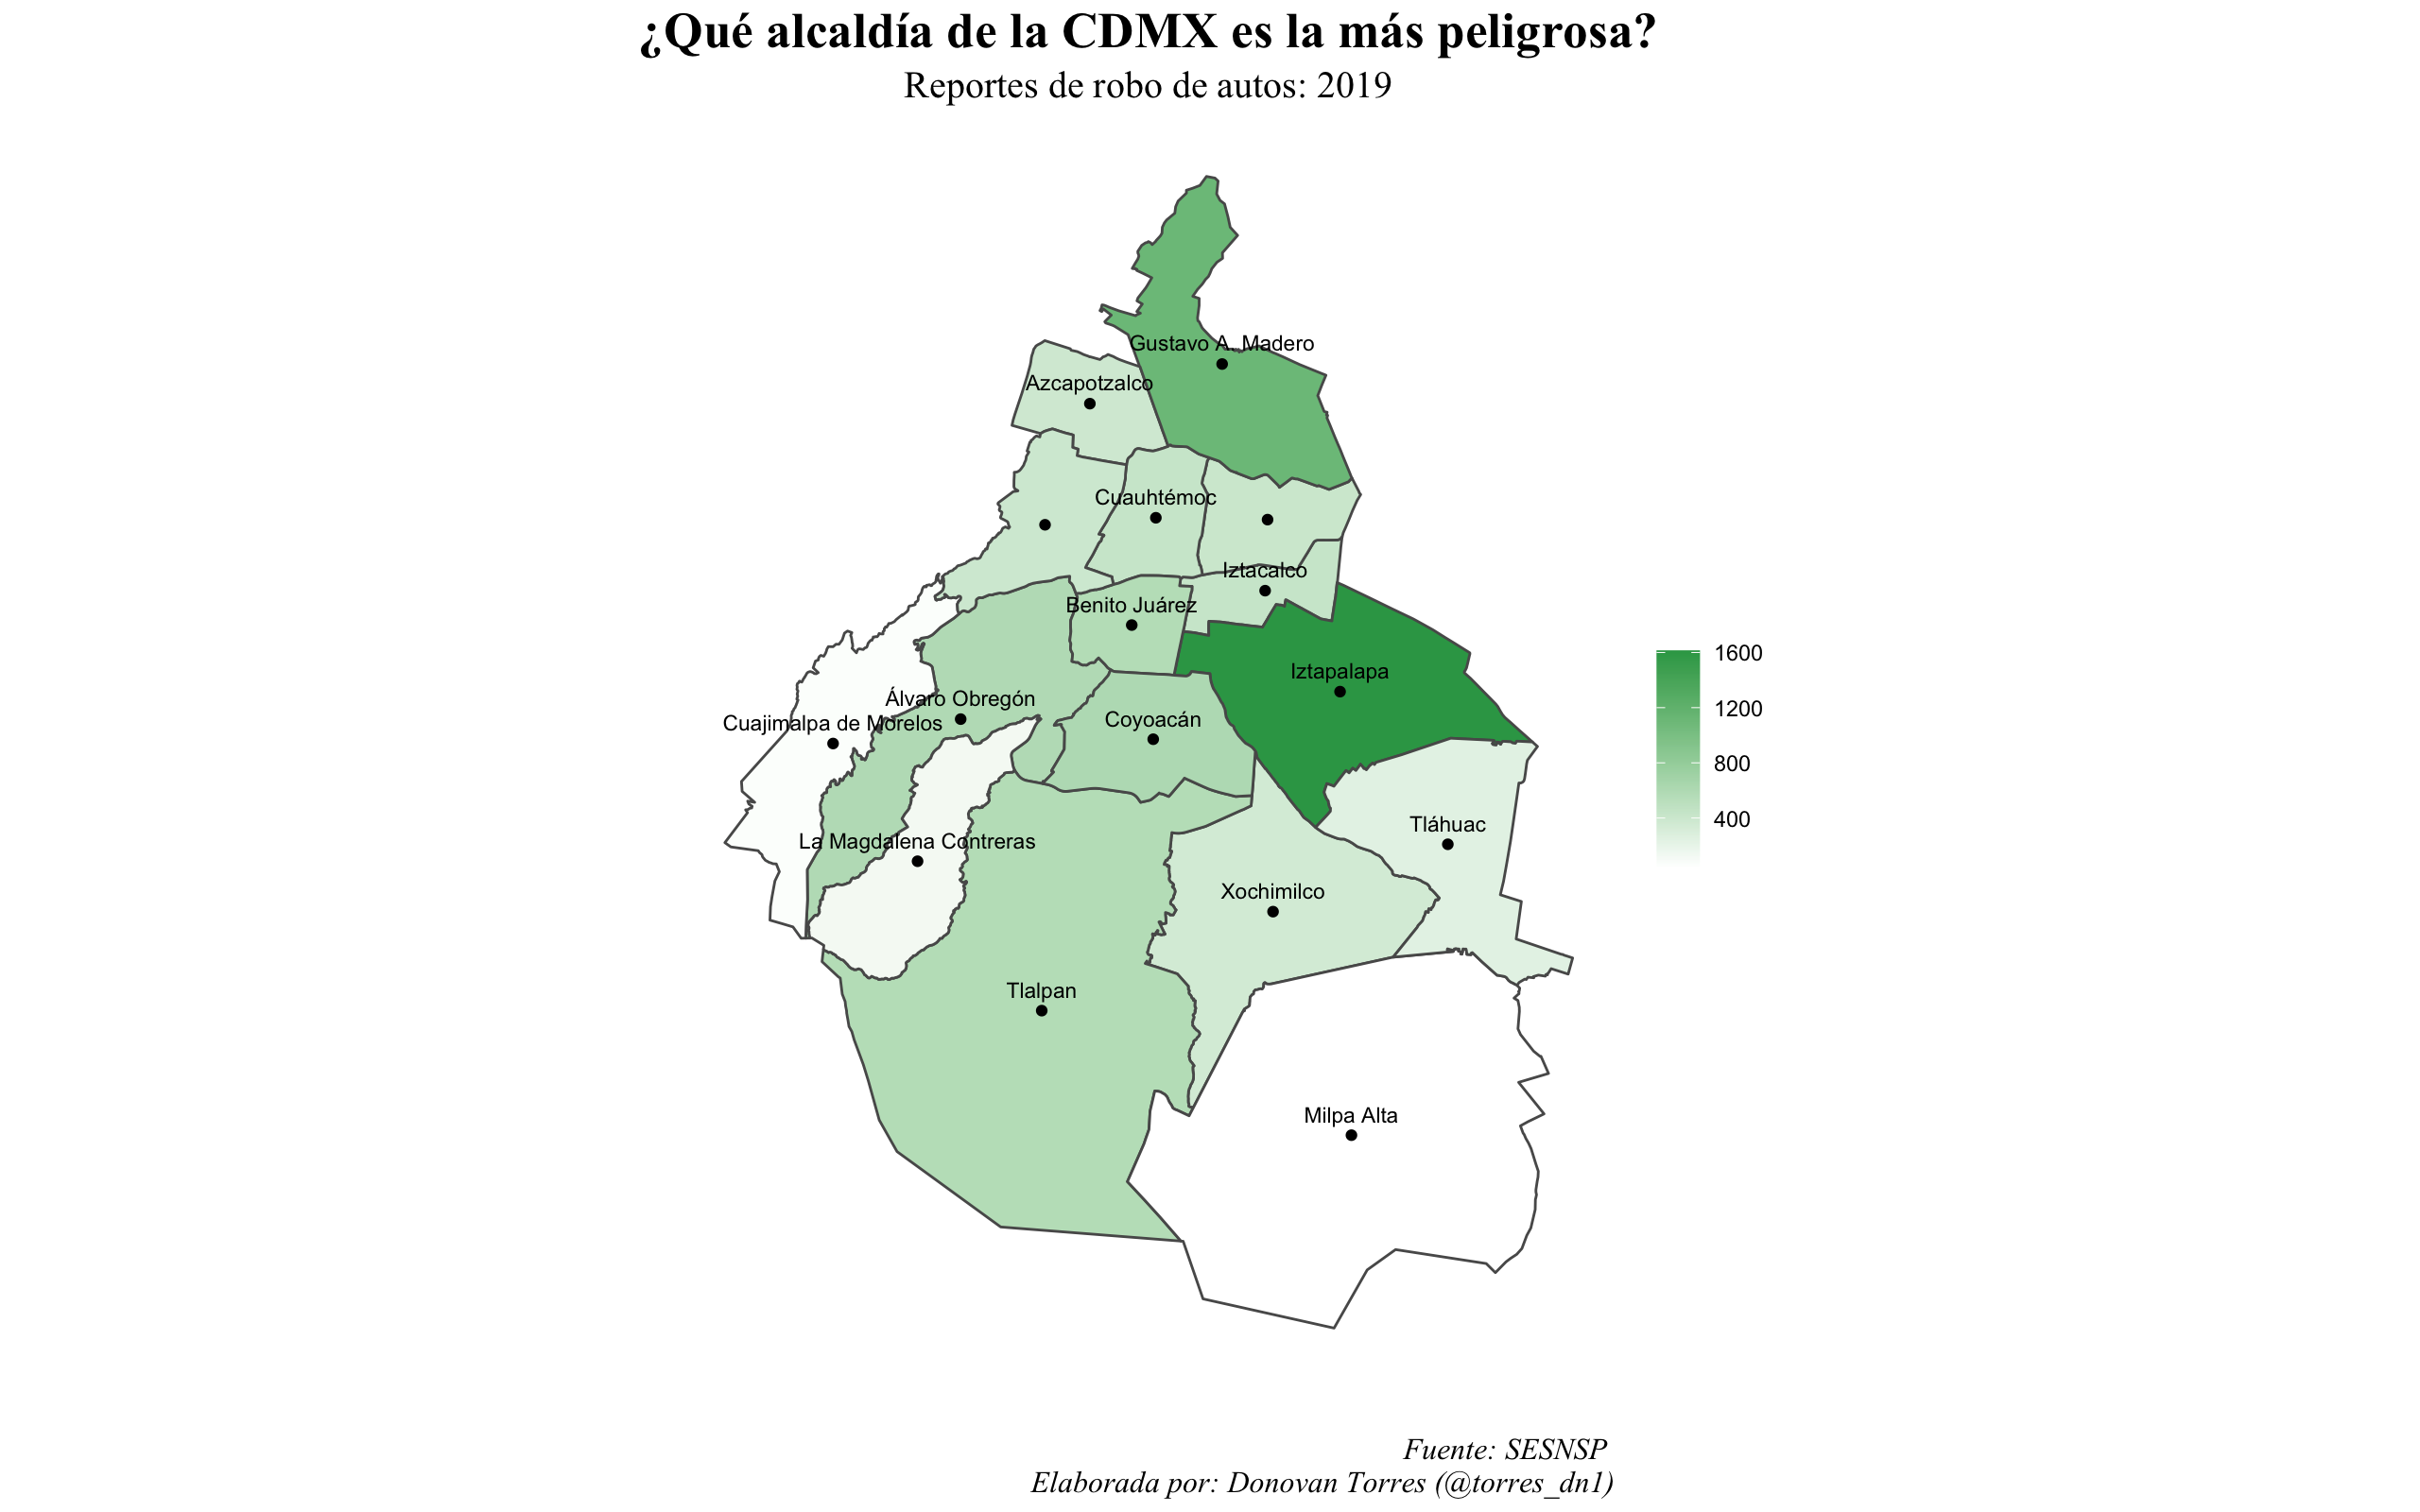 ¿Qué alcaldía de la CDMX es la más peligrosa?
Reportes de robo de autos: 2019
Gustavo A. Madero
Azcapotzalco
Cuauhtémoc
Iztacalco
Benito Juárez
Iztapalapa
Álvaro Obregón
Coyoacán
Cuajimalpa de Morelos
La Magdalena Contreras
Tláhuac
Xochimilco
Tlalpan
Milpa Alta
1600
1200
800
400
Fuente: SESNSP
Elaborada por: Donovan Torres (@torres_dn1)